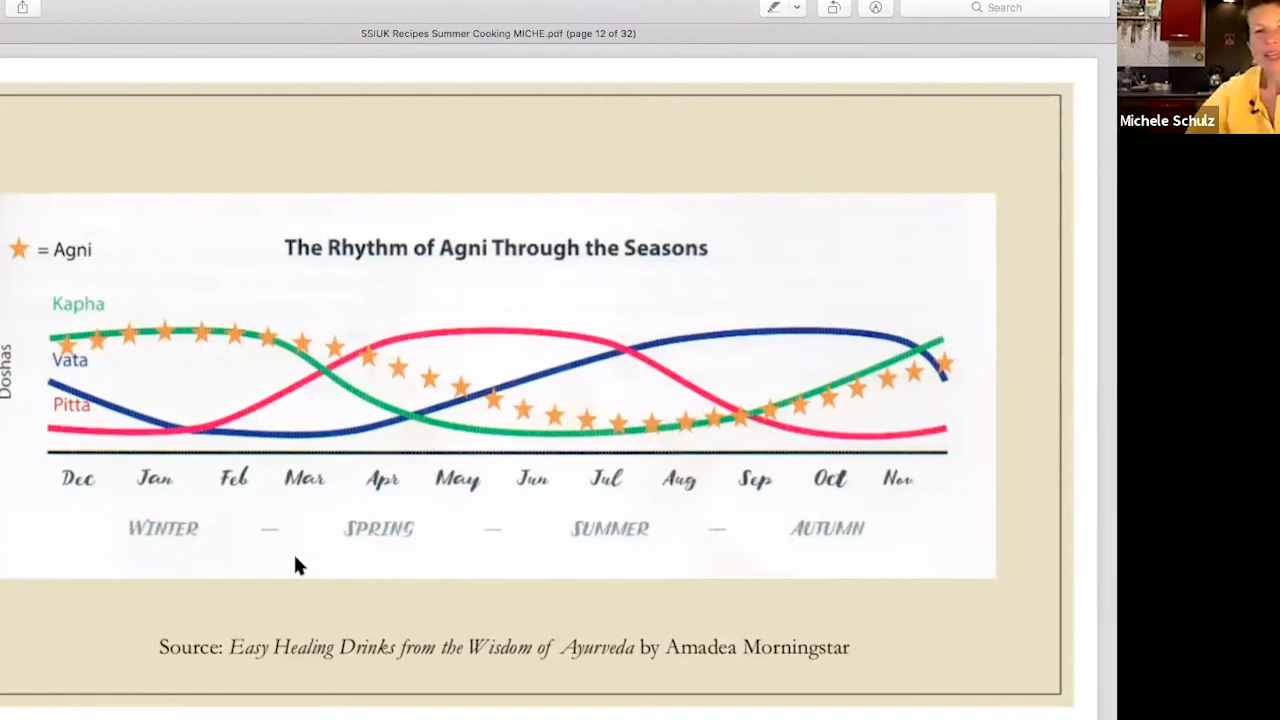 Search
SSIUK Recipes Summer Cooking MICHE.pdf (page 12 of 32)
Michele Schulz
= Agni
The Rhythm of Agni Through the Seasons
Kapha
Vata
Pitta
Doshas
Dec Jan Feb Mar Apr May Jun Jul Aug Sep Oct Nov
WINTER — SPRING — SUMMER — AUTUMN
Source: Easy Healing Drinks from the Wisdom of Ayurveda by Amadea Morningstar